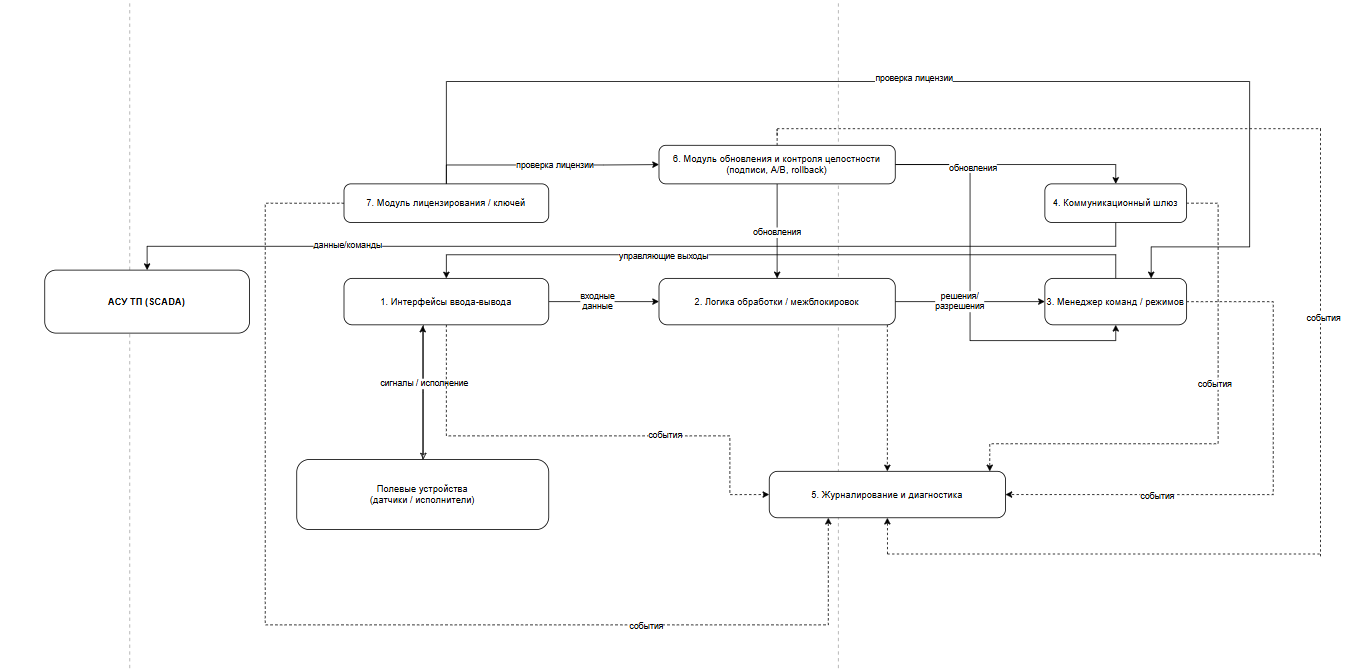 проверка лицензии
6. Модуль обновления и контроля целостности
(подписи, A/B, rollback)
проверка лицензии
обновления
7. Модуль лицензирования / ключей
4. Коммуникационный шлюз
обновления
данные/команды
управляющие выходы
АСУ ТП (SCADA)
1. Интерфейсы ввода-вывода
входные
данные
2. Логика обработки / межблокировок
решения/
разрешения
3. Менеджер команд / режимов
события
сигналы / исполнение
события
события
Полевые устройства
(датчики / исполнители)
5. Журналирование и диагностика
события
события